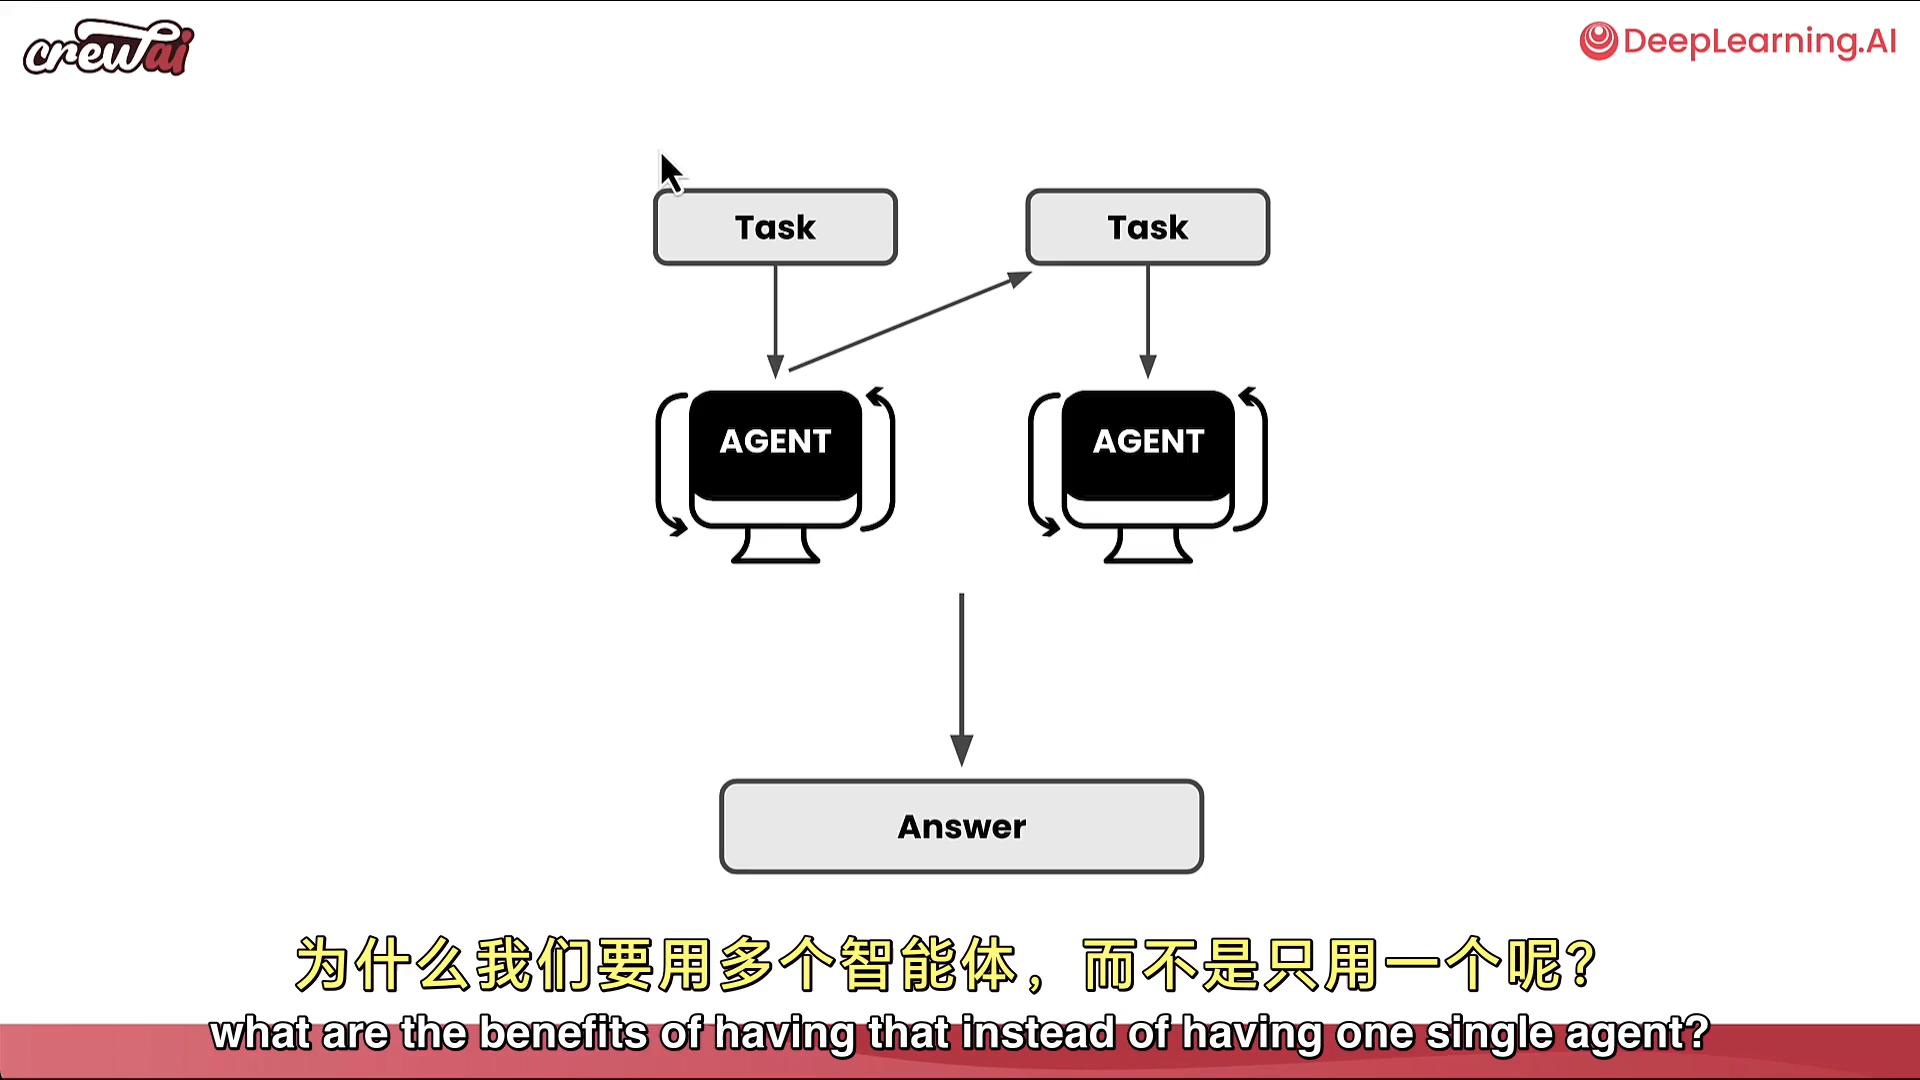 crewai
DeepLearning.AI
Task
Task
AGENT
AGENT
Answer
为什么我们要用多个智能体，而不是只用一个呢？
what are the benefits of having that instead of having one single agent?